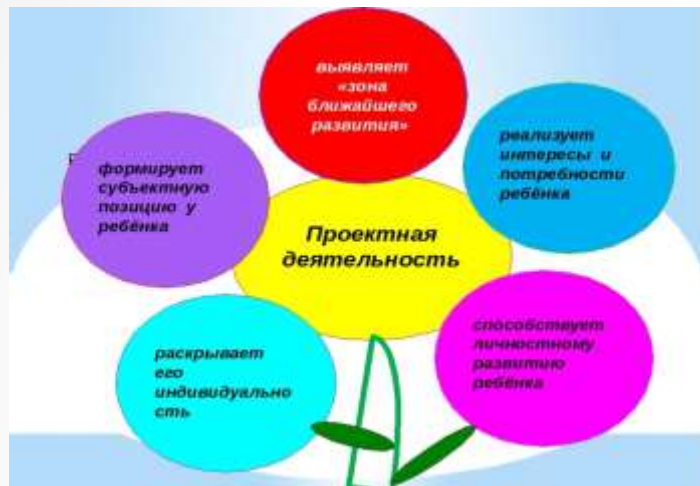 выявляет
«зона
ближайшего
развития»
реализует
интересы и
потребности
ребёнка
формирует
субъектную
позицию у
ребёнка
Проектная
деятельность
способствует
личностному
развитию
ребёнка
раскрывает
его
индивидуально
сть